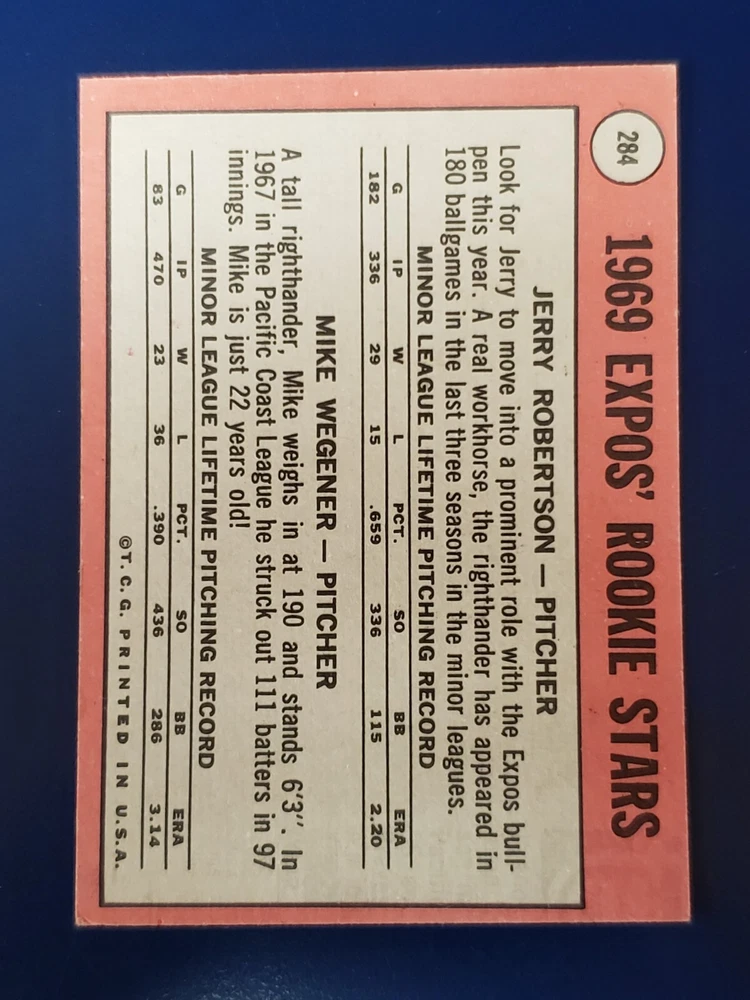 284
1969 EXPOS' ROOKIE STARS
JERRY ROBERTSON — PITCHER
Look for Jerry to move into a prominent role with the Expos bull-
pen this year. A real workhorse, the righthander has appeared in
180 ballgames in the last three seasons in the minor leagues.
MINOR LEAGUE LIFETIME PITCHING RECORD
G IP W L PCT. SO BB ERA
182 336 29 15 .659 336 115 2.20
MIKE WEGENER — PITCHER
A tall righthander, Mike weighs in at 190 and stands 6'3''. In
1967 in the Pacific Coast League he struck out 111 batters in 97
innings. Mike is just 22 years old!
MINOR LEAGUE LIFETIME PITCHING RECORD
G IP W L PCT. SO BB ERA
83 470 23 36 .390 436 286 3.14
©T. C. G. PRINTED IN U.S.A.